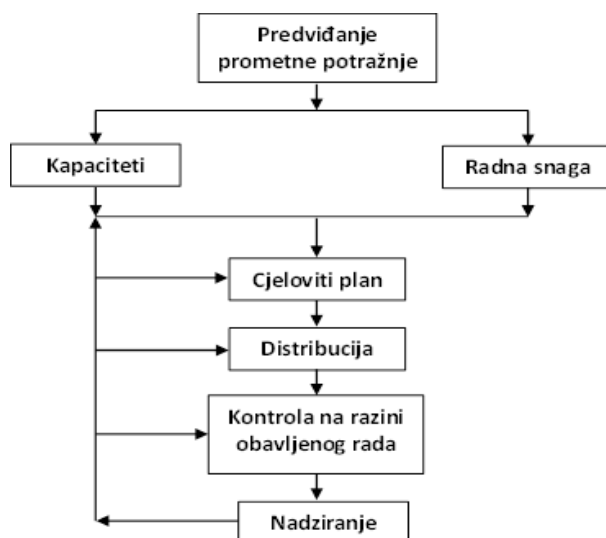 Predviđanje
prometne potražnje
Kapaciteti
Radna snaga
Cjeloviti plan
Distribucija
Kontrola na razini
obavljenog rada
Nadziranje